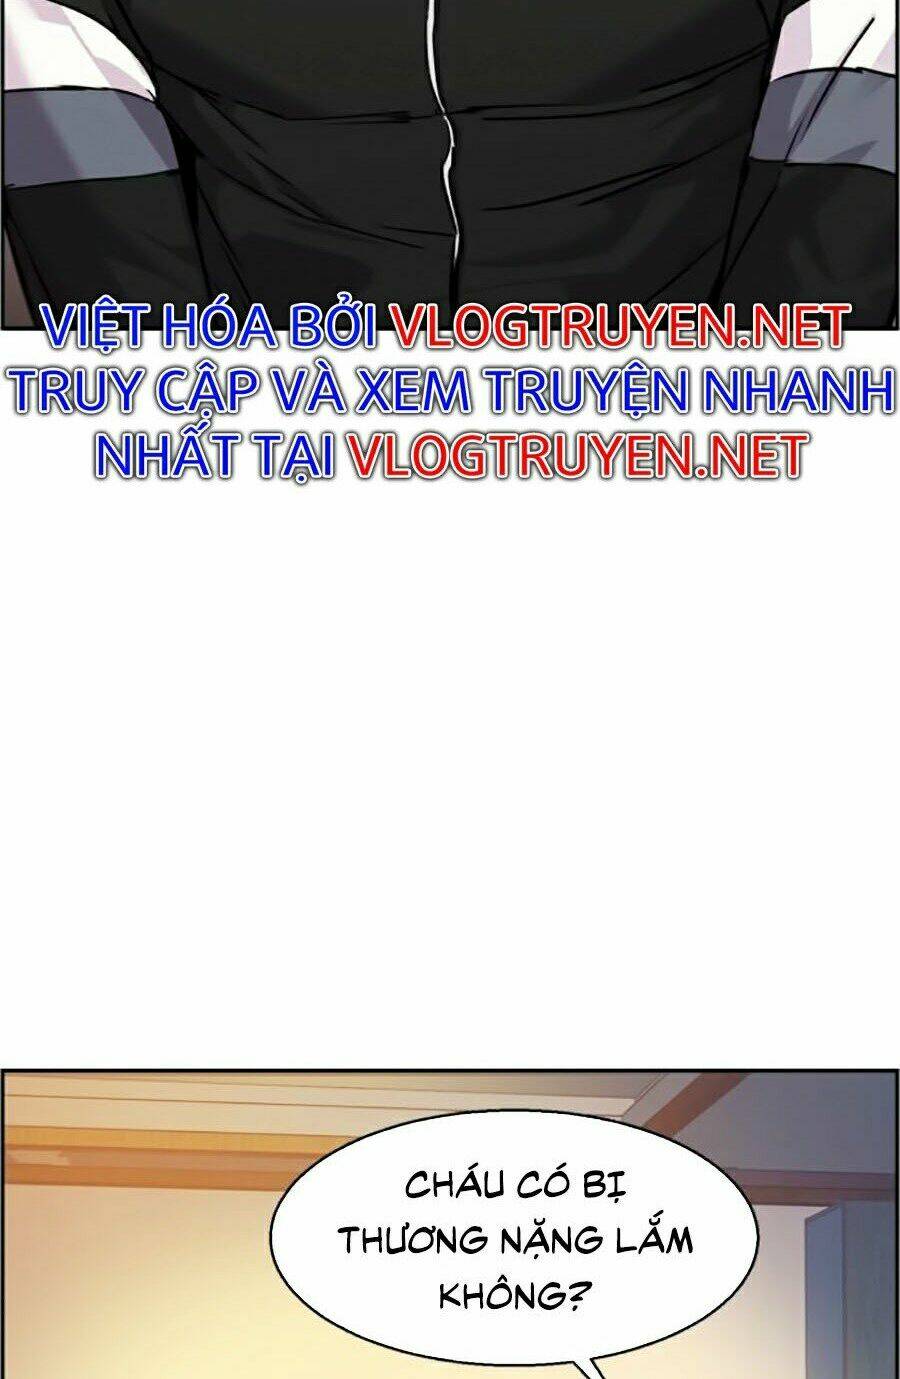 VIỆT HÓA BỞI VLOGTRUYEN.NET
TRUY CẬP VÀ XEM TRUYỆN NHANH
NHẤT TẠI VLOGTRUYEN.NET
CHÁU CÓ BỊ
THƯƠNG NẶNG LẮM
KHÔNG?